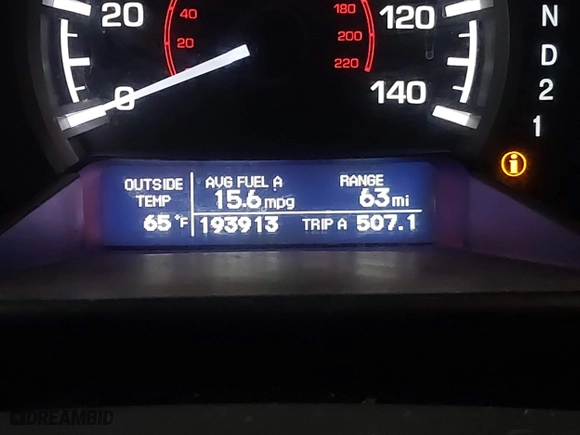 20 40 180 120 N
20 200 D
0 220 140 2
1
i
OUTSIDE TEMP
65°F
AVG FUEL A
15.6 mpg
RANGE
63 mi
193913 TRIP A 507.1
DREAMBID